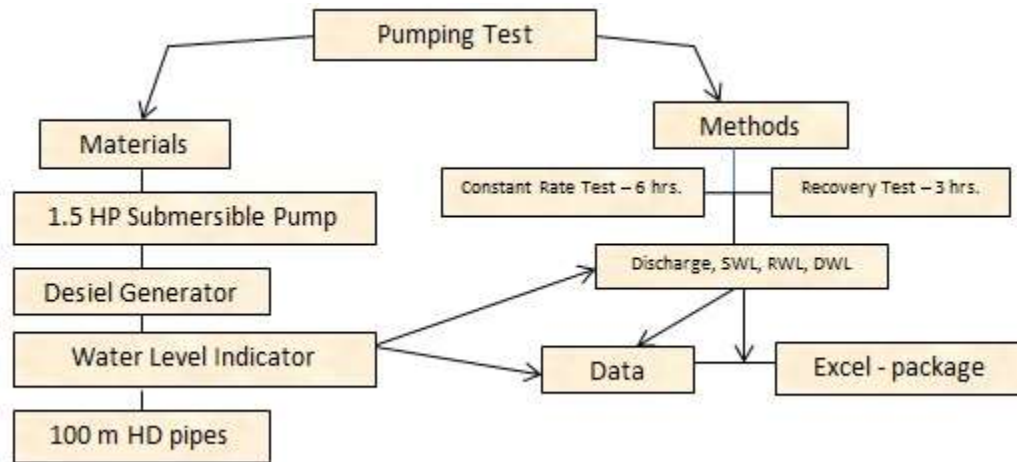 Pumping Test
Materials
Methods
Constant Rate Test – 6 hrs.
Recovery Test – 3 hrs.
1.5 HP Submersible Pump
Discharge, SWL, RWL, DWL
Desiel Generator
Water Level Indicator
Data
Excel - package
100 m HD pipes